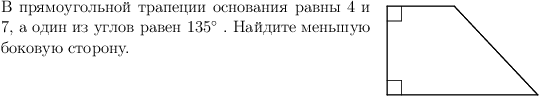 В прямоугольной трапеции основания равны 4 и
7, а один из углов равен 135° . Найдите меньшую
боковую сторону.